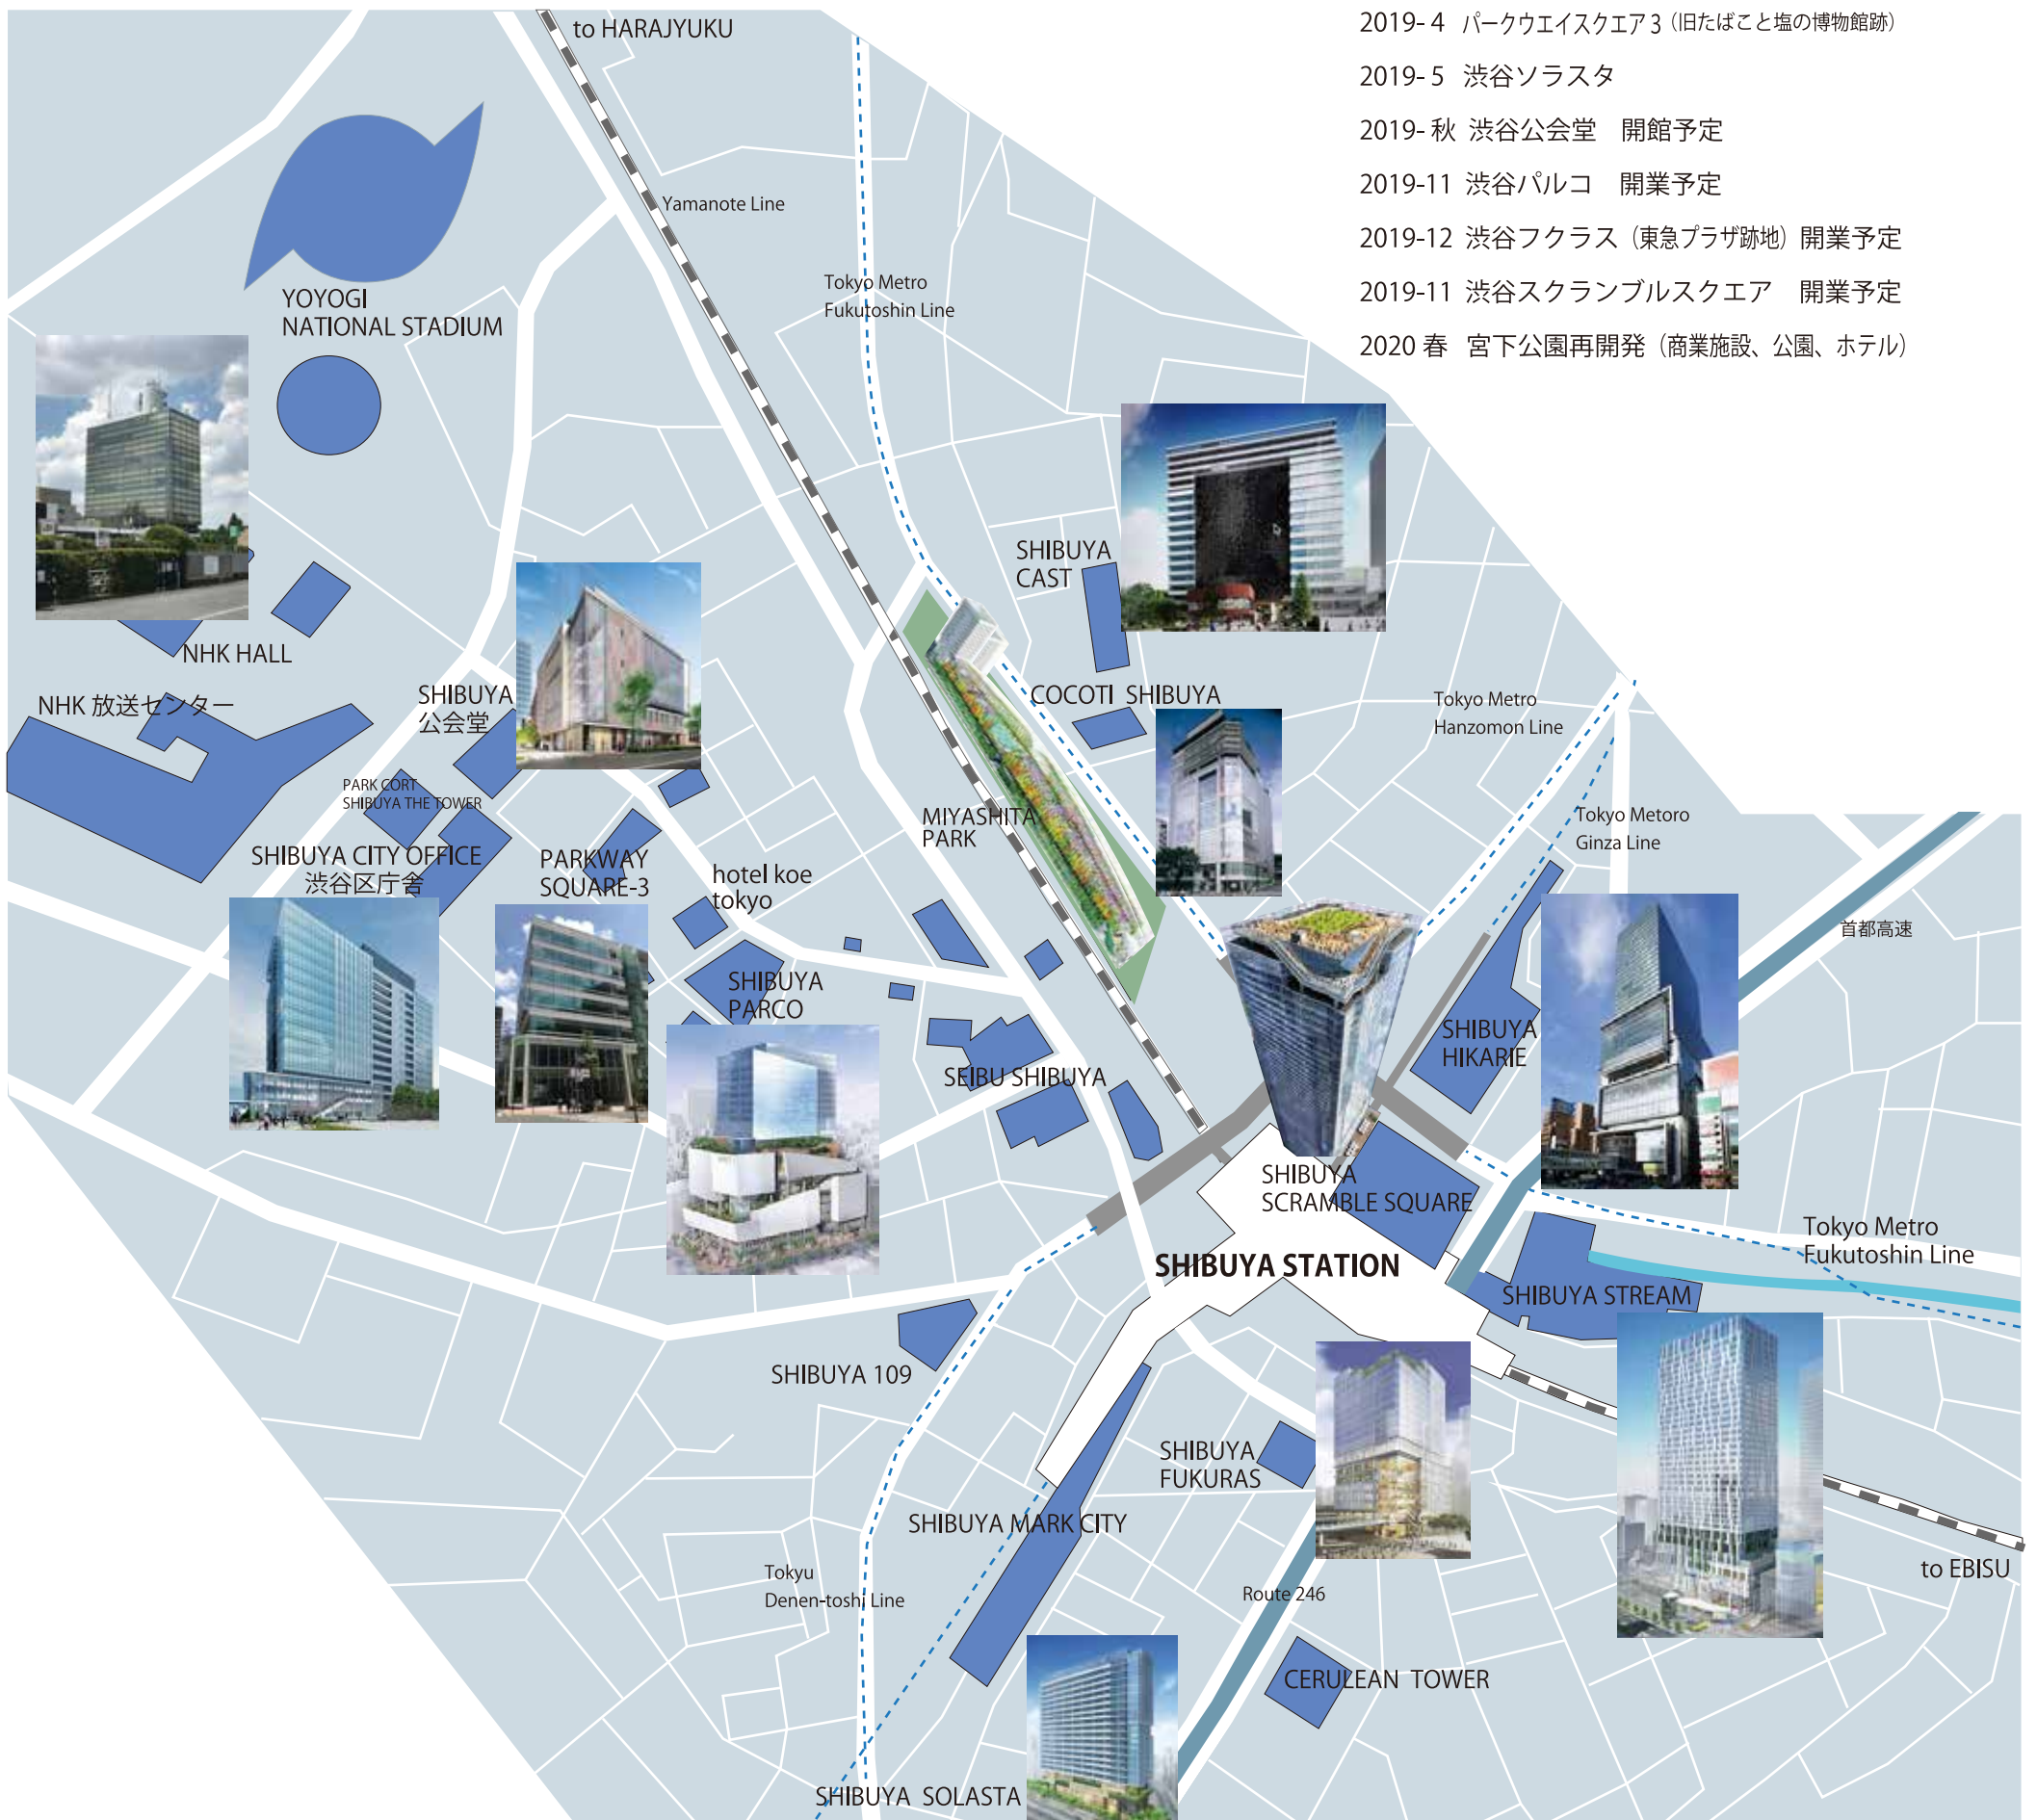 to HARAJYUKU
2019- 4 パークウエイスクエア 3（旧たばこと塩の博物館跡）
2019- 5 渋谷ソラスタ
2019- 秋 渋谷公会堂　開館予定
2019-11 渋谷パルコ　開業予定
2019-12 渋谷フクラス（東急プラザ跡地）開業予定
2019-11 渋谷スクランブルスクエア　開業予定
2020 春 宮下公園再開発（商業施設、公園、ホテル）
Yamanote Line
Tokyo Metro
Fukutoshin Line
YOYOGI
NATIONAL STADIUM
SHIBUYA
CAST
NHK HALL
NHK 放送センター
SHIBUYA
公会堂
COCOTI SHIBUYA
Tokyo Metro
Hanzomon Line
PARK CORT
SHIBUYA THE TOWER
MIYASHITA
PARK
Tokyo Metoro
Ginza Line
SHIBUYA CITY OFFICE
渋谷区庁舎
PARKWAY
SQUARE-3
hotel koe
tokyo
首都高速
SHIBUYA
PARCO
SHIBUYA
HIKARIE
SEIBU SHIBUYA
SHIBUYA
SCRAMBLE SQUARE
Tokyo Metro
Fukutoshin Line
SHIBUYA STATION
SHIBUYA STREAM
SHIBUYA 109
SHIBUYA
FUKURAS
SHIBUYA MARK CITY
Tokyu
Denen-toshi Line
Route 246
to EBISU
CERULEAN TOWER
SHIBUYA SOLASTA